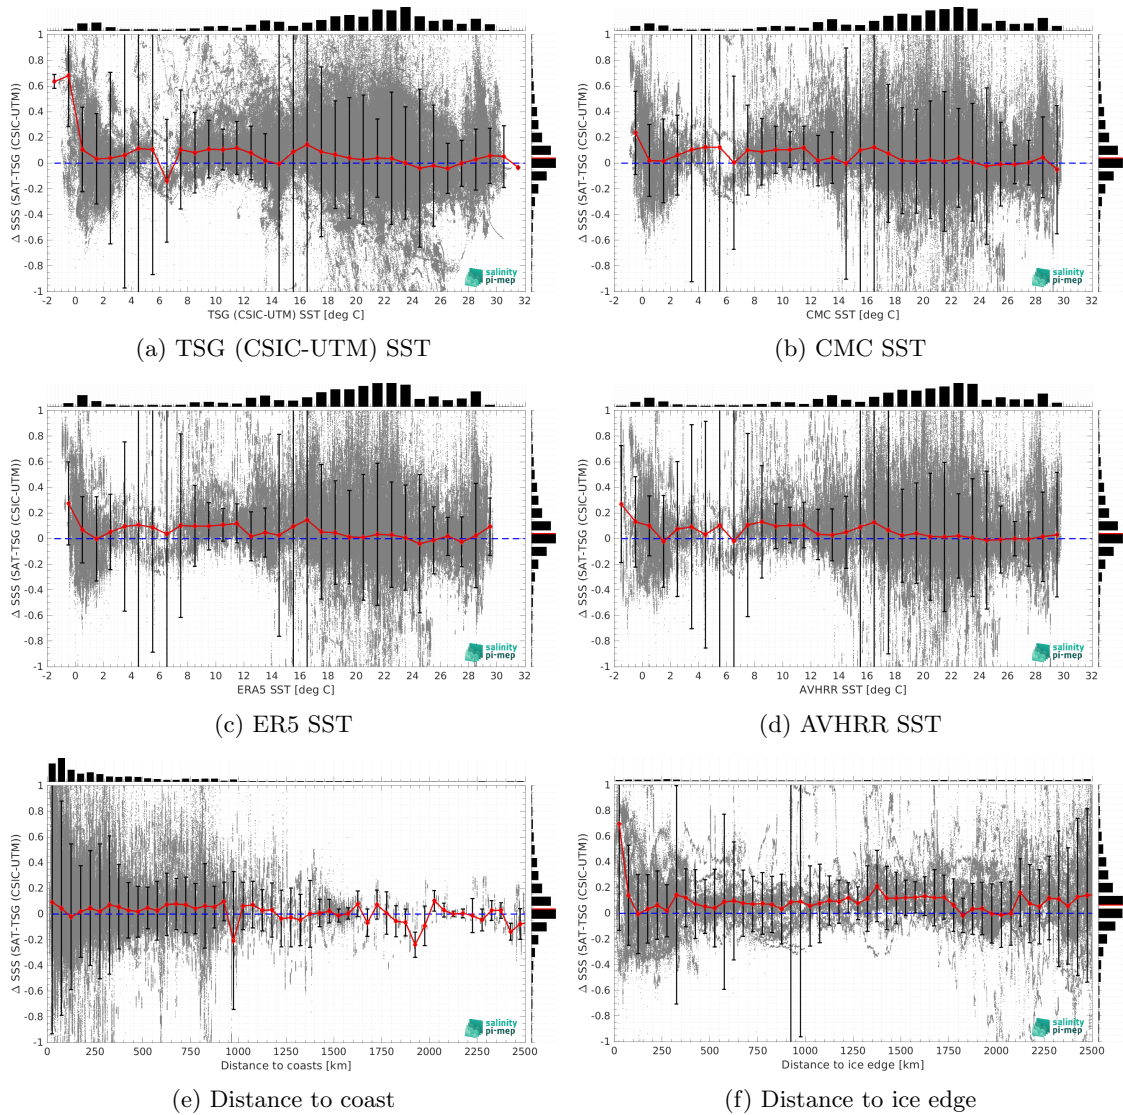 1
0.8
0.6
0.4
0.2
0
-0.2
-0.4
-0.6
-0.8
-1
Δ SSS (SAT-TSG (CSIC-UTM))
-2 0 2 4 6 8 10 12 14 16 18 20 22 24 26 28 30 32
TSG (CSIC-UTM) SST [deg C]
salinity
pi-mep
(a) TSG (CSIC-UTM) SST
1
0.8
0.6
0.4
0.2
0
-0.2
-0.4
-0.6
-0.8
-1
Δ SSS (SAT-TSG (CSIC-UTM))
-2 0 2 4 6 8 10 12 14 16 18 20 22 24 26 28 30 32
CMC SST [deg C]
salinity
pi-mep
(b) CMC SST
1
0.8
0.6
0.4
0.2
0
-0.2
-0.4
-0.6
-0.8
-1
Δ SSS (SAT-TSG (CSIC-UTM))
-2 0 2 4 6 8 10 12 14 16 18 20 22 24 26 28 30 32
ERA5 SST [deg C]
salinity
pi-mep
(c) ER5 SST
1
0.8
0.6
0.4
0.2
0
-0.2
-0.4
-0.6
-0.8
-1
Δ SSS (SAT-TSG (CSIC-UTM))
-2 0 2 4 6 8 10 12 14 16 18 20 22 24 26 28 30 32
AVHRR SST [deg C]
salinity
pi-mep
(d) AVHRR SST
1
0.8
0.6
0.4
0.2
0
-0.2
-0.4
-0.6
-0.8
-1
Δ SSS (SAT-TSG (CSIC-UTM))
0 250 500 750 1000 1250 1500 1750 2000 2250 2500
Distance to coasts [km]
salinity
pi-mep
(e) Distance to coast
1
0.8
0.6
0.4
0.2
0
-0.2
-0.4
-0.6
-0.8
-1
Δ SSS (SAT-TSG (CSIC-UTM))
0 250 500 750 1000 1250 1500 1750 2000 2250 2500
Distance to ice edge [km]
salinity
pi-mep
(f) Distance to ice edge